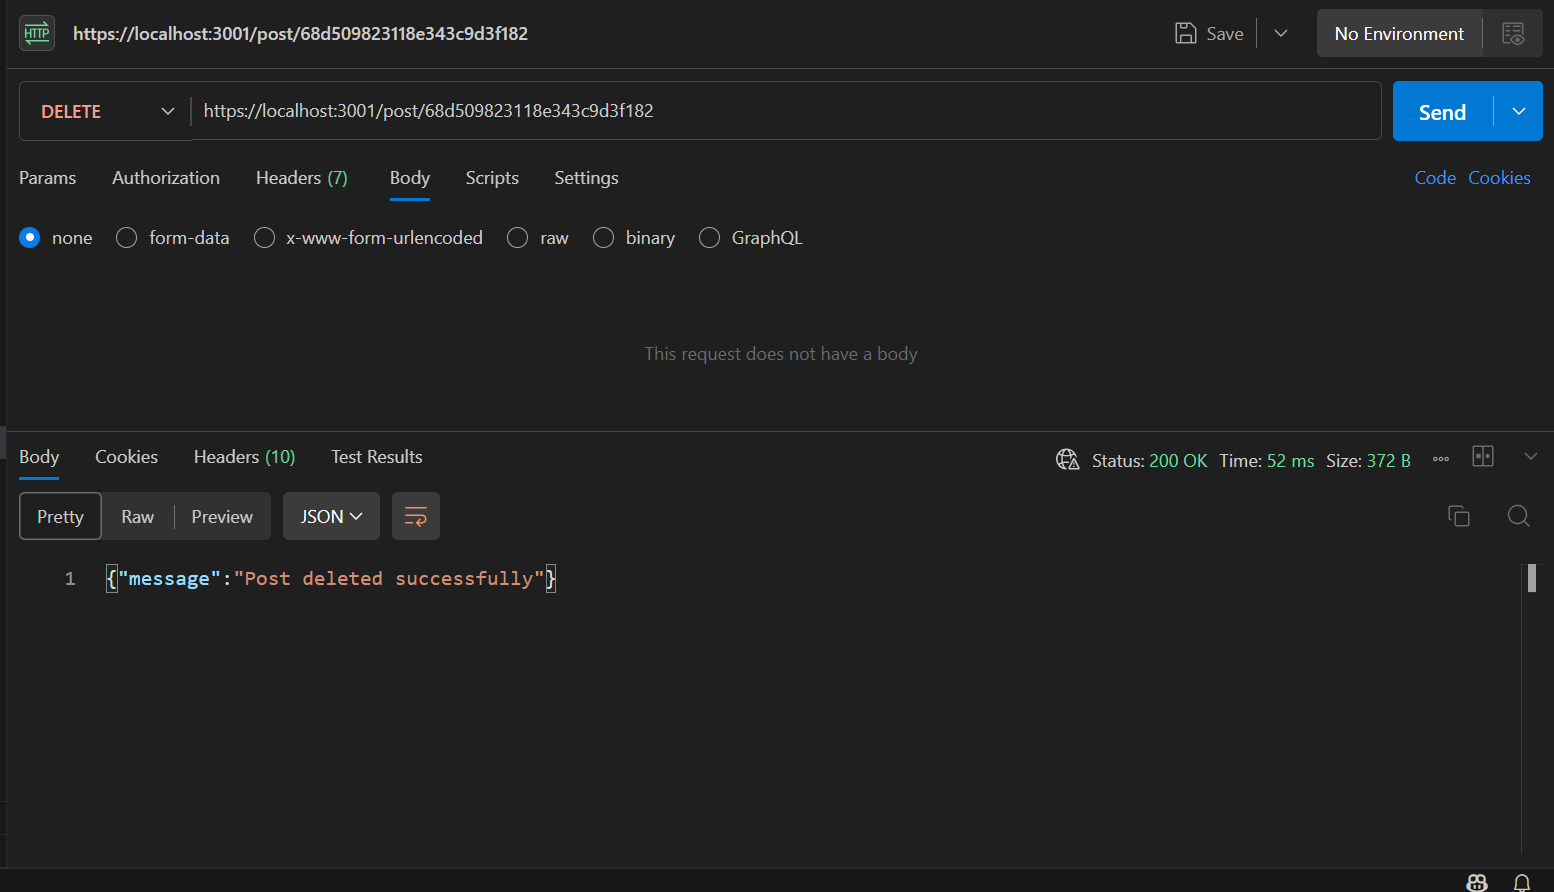 HTTP https://localhost:3001/post/68d509823118e343c9d3f182 Save No Environment
DELETE https://localhost:3001/post/68d509823118e343c9d3f182 Send
Params Authorization Headers (7) Body Scripts Settings Code Cookies
none form-data x-www-form-urlencoded raw binary GraphQL
This request does not have a body
Body Cookies Headers (10) Test Results Status: 200 OK Time: 52 ms Size: 372 B
Pretty Raw Preview JSON
1 {"message":"Post deleted successfully"}